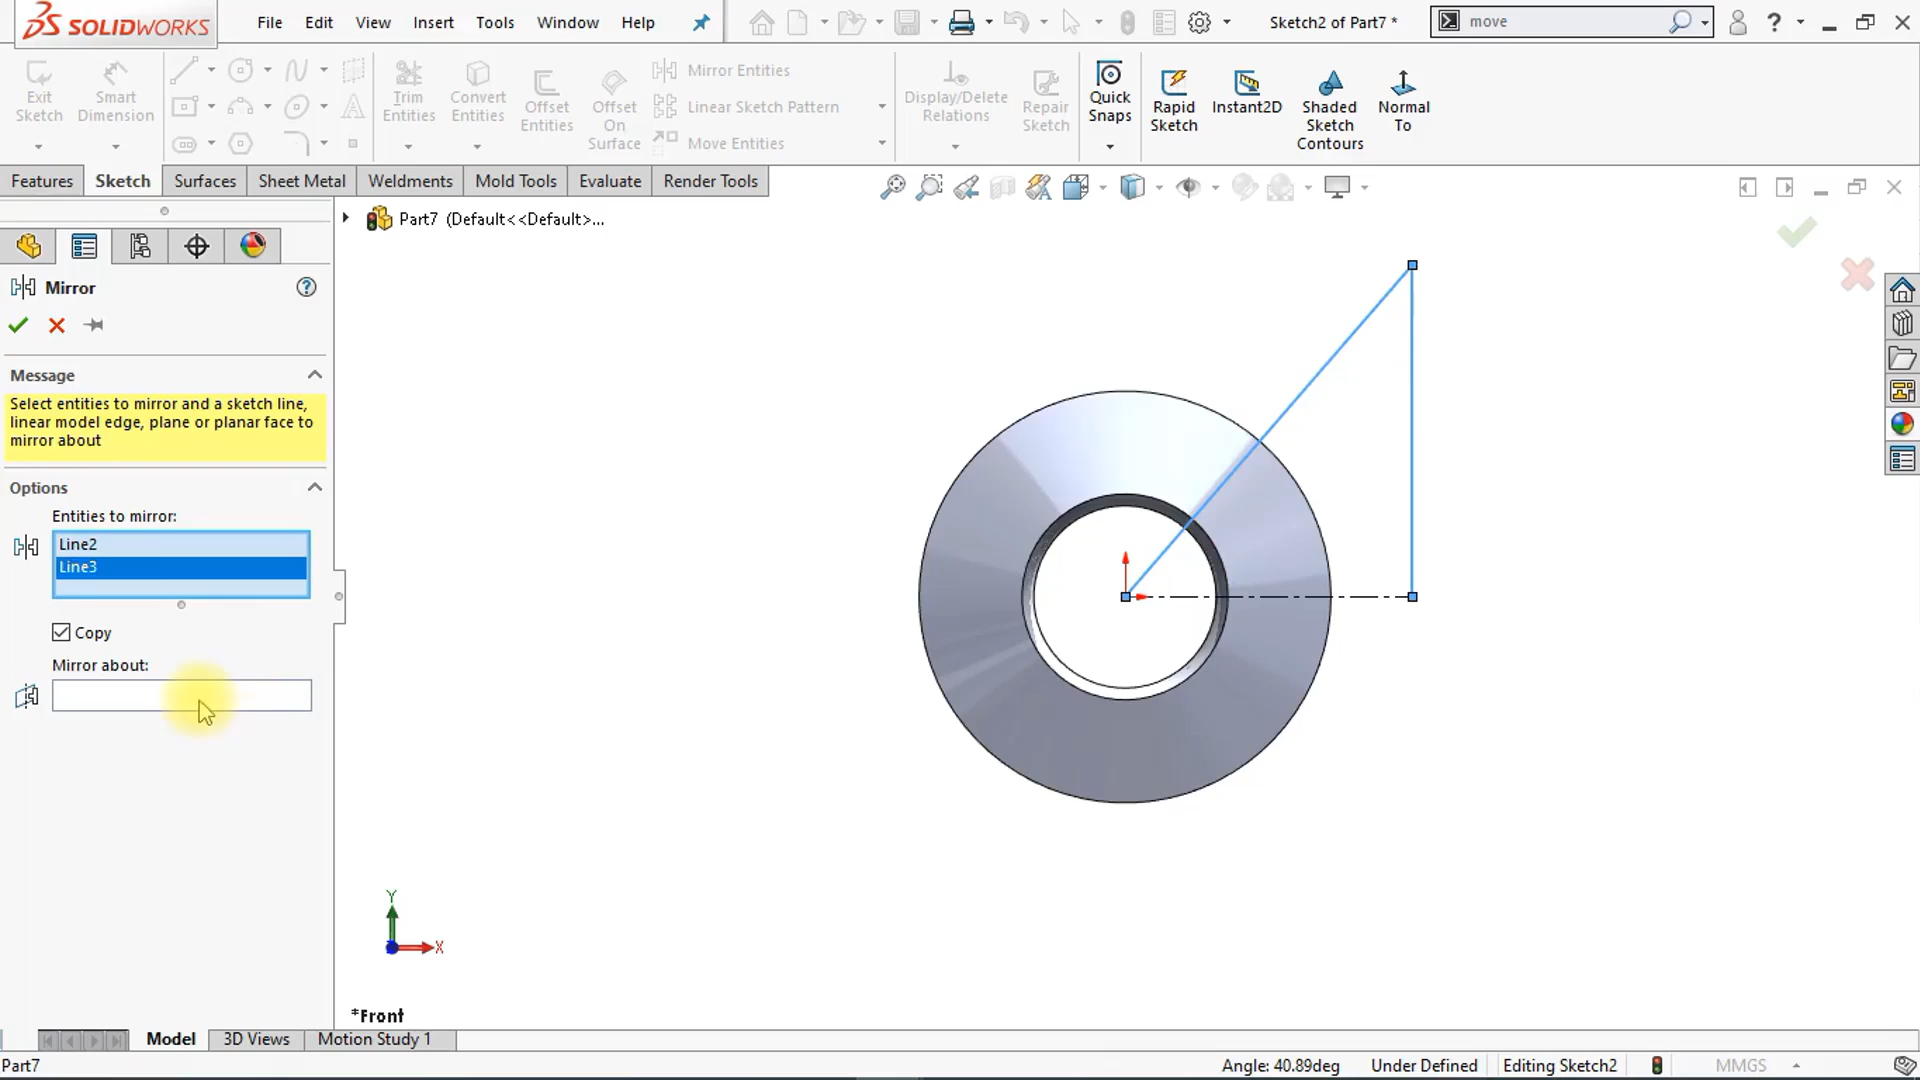 SOLIDWORKS
File Edit View Insert Tools Window Help
Sketch2 of Part7 *
move
?
Exit Sketch
Smart Dimension
Trim Entities
Convert Entities
Offset Entities
Offset On Surface
Mirror Entities
Linear Sketch Pattern
Move Entities
Display/Delete Relations
Repair Sketch
Quick Snaps
Rapid Sketch
Instant2D
Shaded Sketch Contours
Normal To
Features Sketch Surfaces Sheet Metal Weldments Mold Tools Evaluate Render Tools
Part7 (Default<<Default>...
Mirror
?
Message
Select entities to mirror and a sketch line,
linear model edge, plane or planar face to
mirror about
Options
Entities to mirror:
Line2
Line3
Copy
Mirror about:
Y
X
*Front
Model 3D Views Motion Study 1
Part7 Angle: 40.89deg Under Defined Editing Sketch2 MMGS